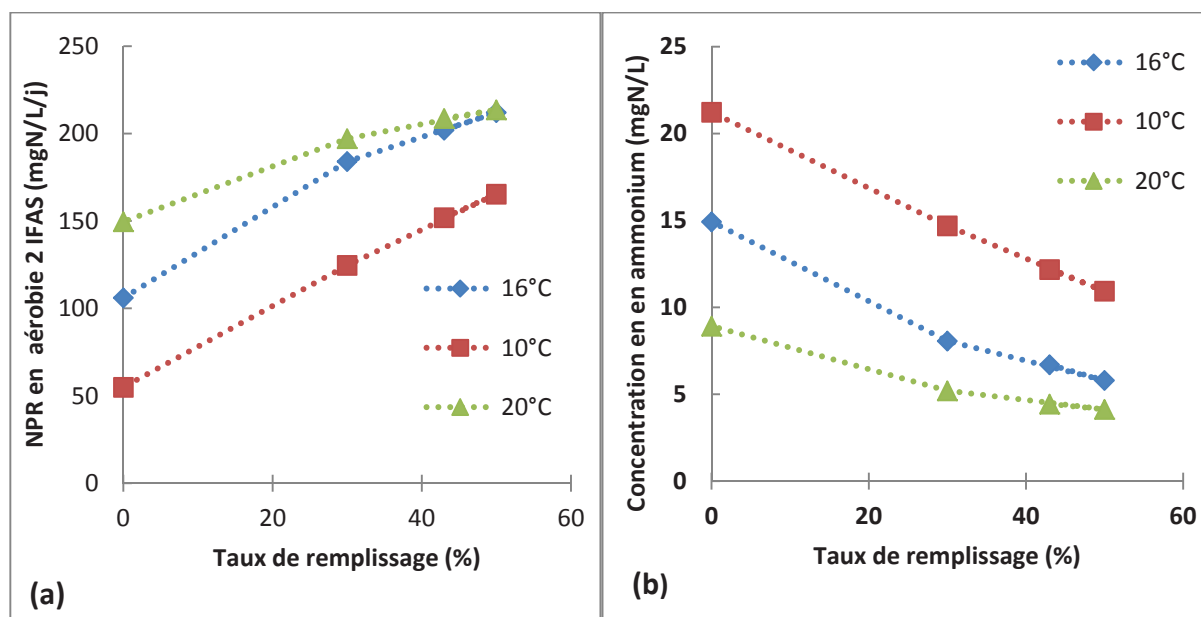 NPR en aérobie 2 IFAS (mgN/L/j)
250
200
150
100
50
0
0
20
40
60
Taux de remplissage (%)
16°C
10°C
20°C
(a)
Concentration en en ammonium (mgN/L)
25
20
15
10
5
0
0
20
40
60
Taux de remplissage (%)
16°C
10°C
20°C
(b)